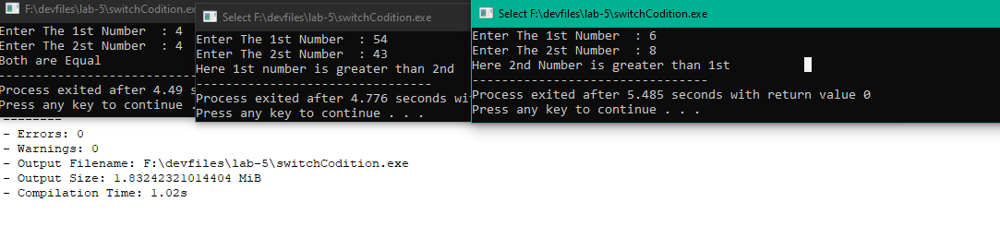 F:\devfiles\lab-5\switchCodition.exe
Enter The 1st Number  : 4
Enter The 2st Number  : 4
Both are Equal
--------------------------------
Process exited after 4.49 s
Press any key to continue .
Select F:\devfiles\lab-5\switchCodition.exe
Enter The 1st Number  : 54
Enter The 2st Number  : 43
Here 1st number is greater than 2nd
--------------------------------
Process exited after 4.776 seconds wi
Press any key to continue . . .
Select F:\devfiles\lab-5\switchCodition.exe
Enter The 1st Number  : 6
Enter The 2st Number  : 8
Here 2nd Number is greater than 1st
--------------------------------
Process exited after 5.485 seconds with return value 0
Press any key to continue . . .
--------
- Errors: 0
- Warnings: 0
- Output Filename: F:\devfiles\lab-5\switchCodition.exe
- Output Size: 1.83242321014404 MiB
- Compilation Time: 1.02s